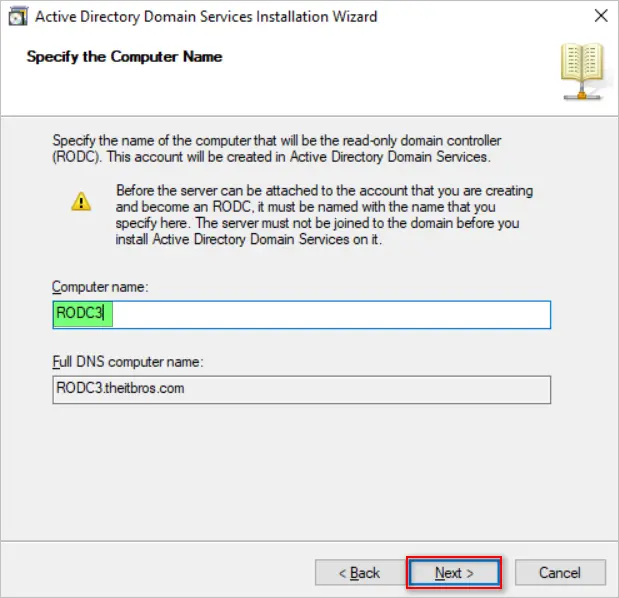 Active Directory Domain Services Installation Wizard
Specify the Computer Name
Specify the name of the computer that will be the read-only domain controller
(RODC). This account will be created in Active Directory Domain Services.
Before the server can be attached to the account that you are creating
and become an RODC, it must be named with the name that you
specify here. The server must not be joined to the domain before you
install Active Directory Domain Services on it.
Computer name:
RODC3
Full DNS computer name:
RODC3.theitbros.com
< Back Next > Cancel